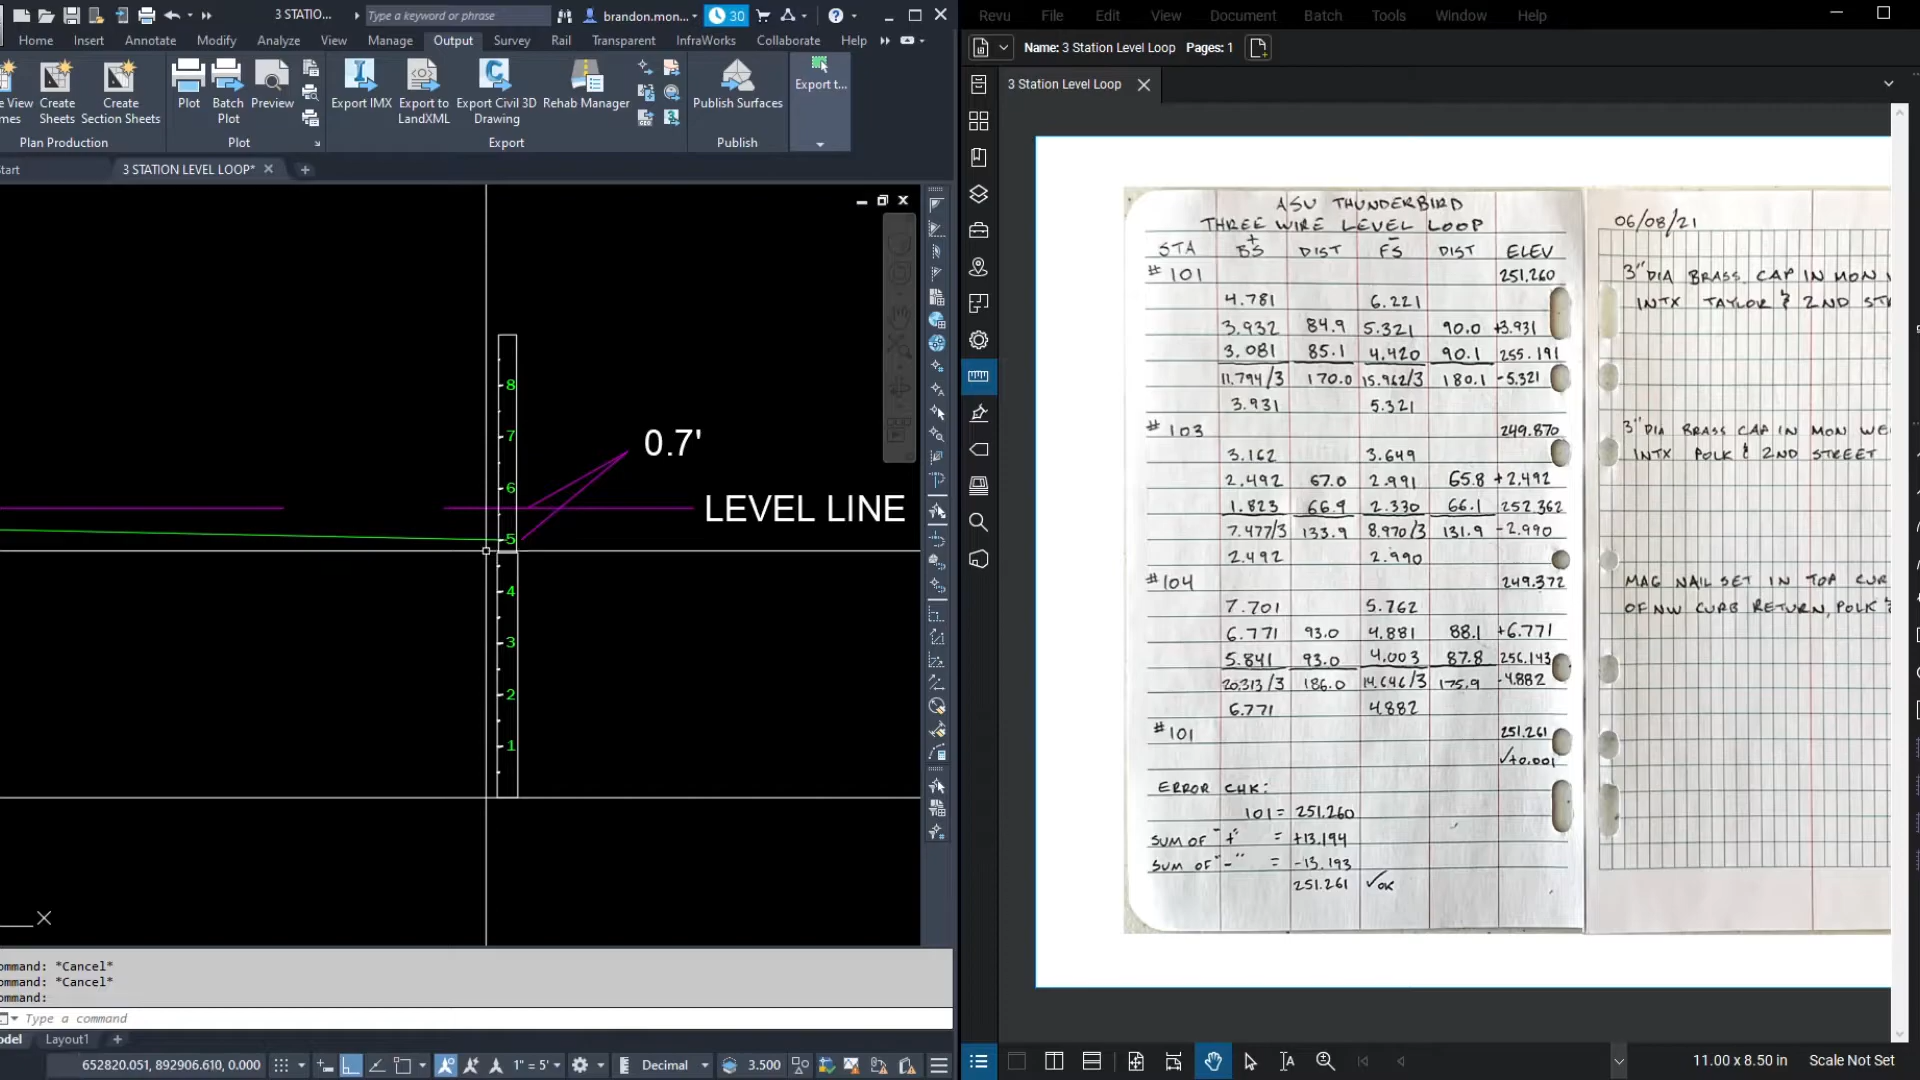 3 STATIO...
Type a keyword or phrase
brandon.mon...
30
Home Insert Annotate Modify Analyze View Manage Output Survey Rail Transparent InfraWorks Collaborate Help
Create Sheets
Create Section Sheets
Plot
Batch Plot
Preview
Export IMX
Export to LandXML
Export Civil 3D Drawing
Rehab Manager
Publish Surfaces
Export t...
Plan Production
Plot
Export
Publish
3 STATION LEVEL LOOP*
8
7
6
5
4
3
2
1
0.7'
LEVEL LINE
Command: *Cancel*
Command: *Cancel*
Command:
Type a command
Layout1
652820.051, 892906.610, 0.000
1" = 5'
Decimal
3.500
Revu File Edit View Document Batch Tools Window Help
Name: 3 Station Level Loop Pages: 1
3 Station Level Loop
ASU THUNDERBIRD
THREE WIRE LEVEL LOOP
+ -
STA BS DIST FS DIST ELEV
#101 251.260
4.781 6.221
3.932 84.9 5.321 90.0 +3.931
3.081 85.1 4.420 90.1 255.191
11.794/3 170.0 15.962/3 180.1 -5.321
3.931 5.321
#103 249.870
3.162 3.649
2.492 67.0 2.991 65.8 +2.492
1.823 66.9 2.330 66.1 252.362
7.477/3 133.9 8.970/3 131.9 -2.990
2.492 2.990
#104 249.372
7.701 5.762
6.771 93.0 4.881 88.1 +6.771
5.841 93.0 4.003 87.8 256.143
20.313/3 186.0 14.646/3 175.9 -4.882
6.771 4.882
#101 251.261
✓+0.001
ERROR CHK:
101 = 251.260
SUM OF "+" = +13.194
SUM OF "-" = -13.193
251.261 ✓OK
06/08/21
3" DIA BRASS CAP IN MON
INTX TAYLOR & 2ND
3" DIA BRASS CAP IN MON WE
INTX POLK & 2ND STREET
MAG NAIL SET IN TOP CUR
OF NW CURB RETURN, POLK &
11.00 x 8.50 in Scale Not Set